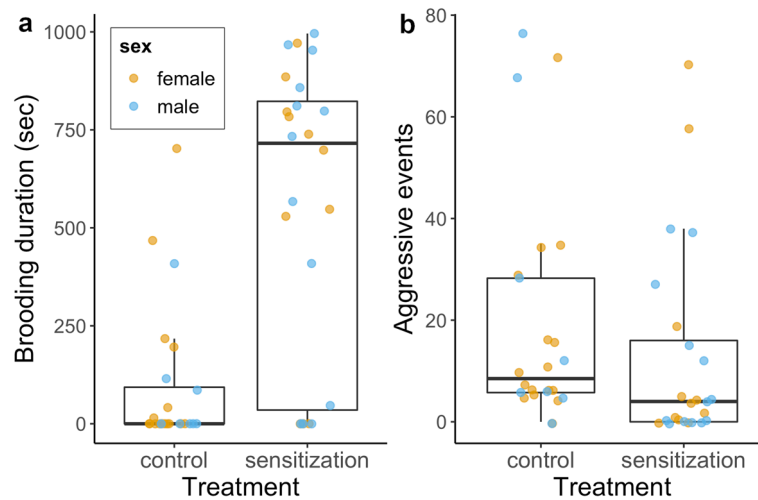 a
Brooding duration (sec)
1000
750
500
250
0
sex
female
male
control
sensitization
Treatment
b
Aggressive events
80
60
40
20
0
control
sensitization
Treatment